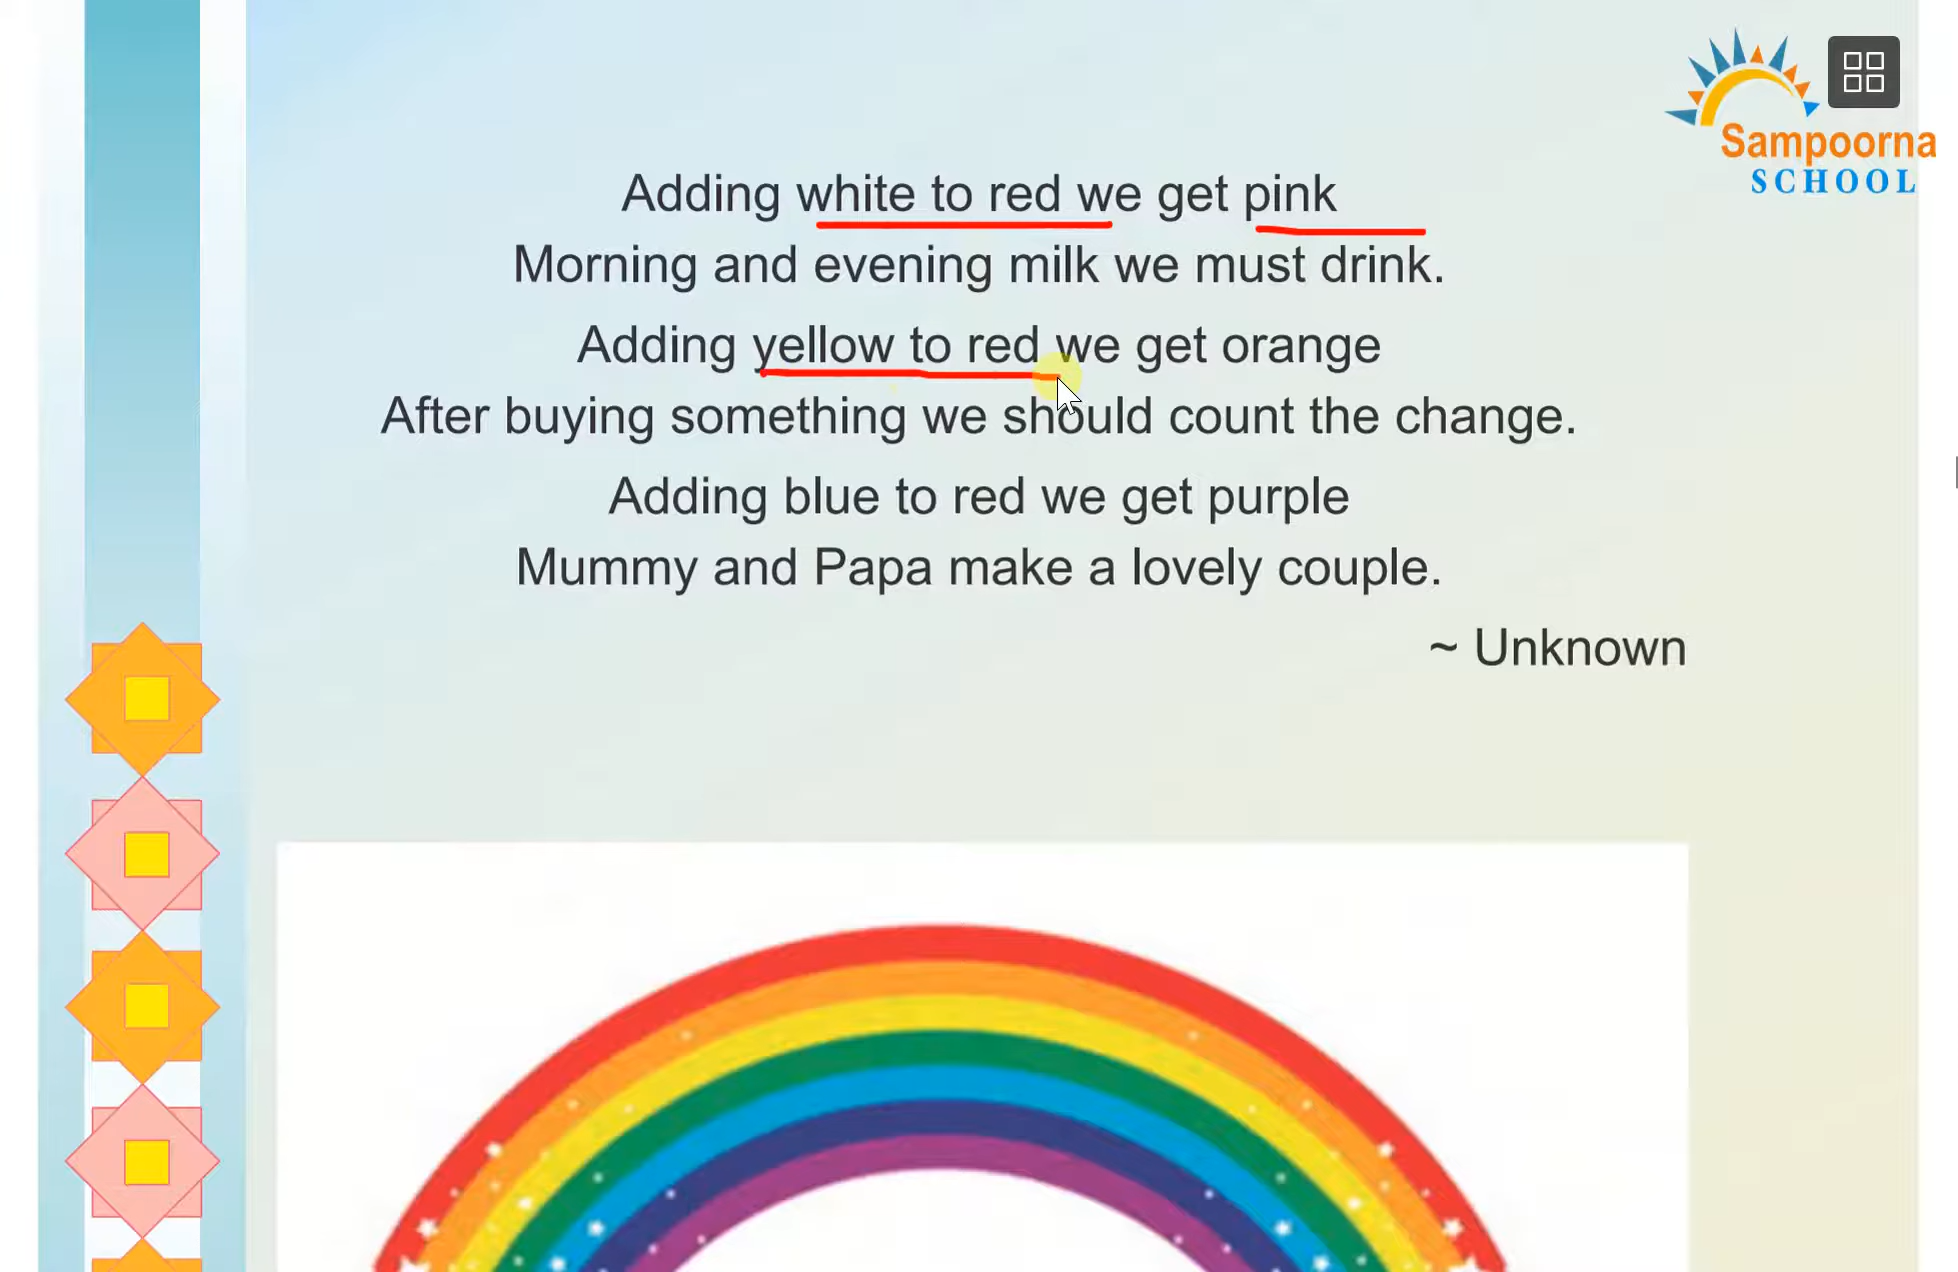 Sampoorna
SCHOOL
Adding white to red we get pink
Morning and evening milk we must drink.
Adding yellow to red we get orange
After buying something we should count the change.
Adding blue to red we get purple
Mummy and Papa make a lovely couple.
~ Unknown